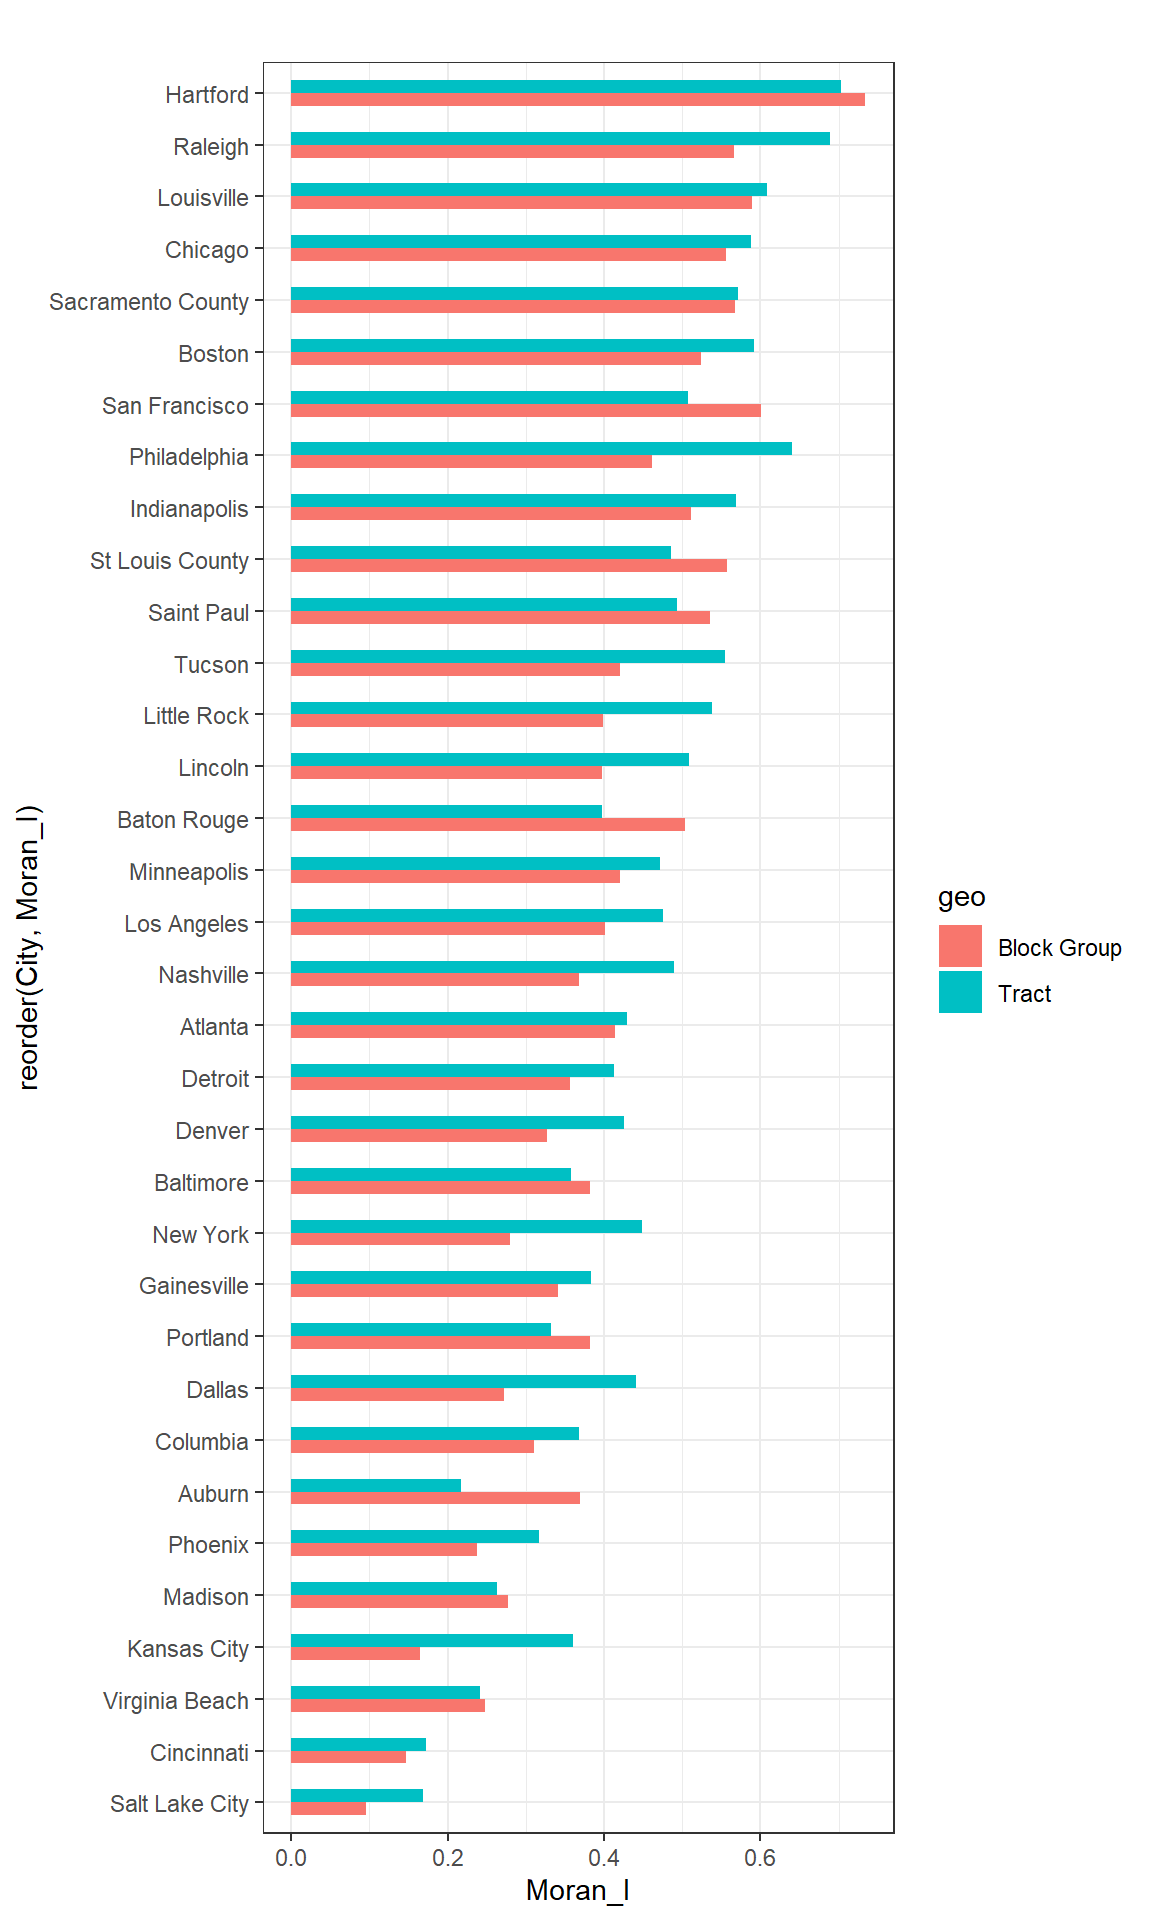 Hartford
Raleigh
Louisville
Chicago
Sacramento County
Boston
San Francisco
Philadelphia
Indianapolis
St Louis County
Saint Paul
Tucson
Little Rock
Lincoln
Baton Rouge
Minneapolis
Los Angeles
Nashville
Atlanta
Detroit
Denver
Baltimore
New York
Gainesville
Portland
Dallas
Columbia
Auburn
Phoenix
Madison
Kansas City
Virginia Beach
Cincinnati
Salt Lake City
reorder(City, Moran_I)
0.0 0.2 0.4 0.6
Moran_I
geo
Block Group
Tract